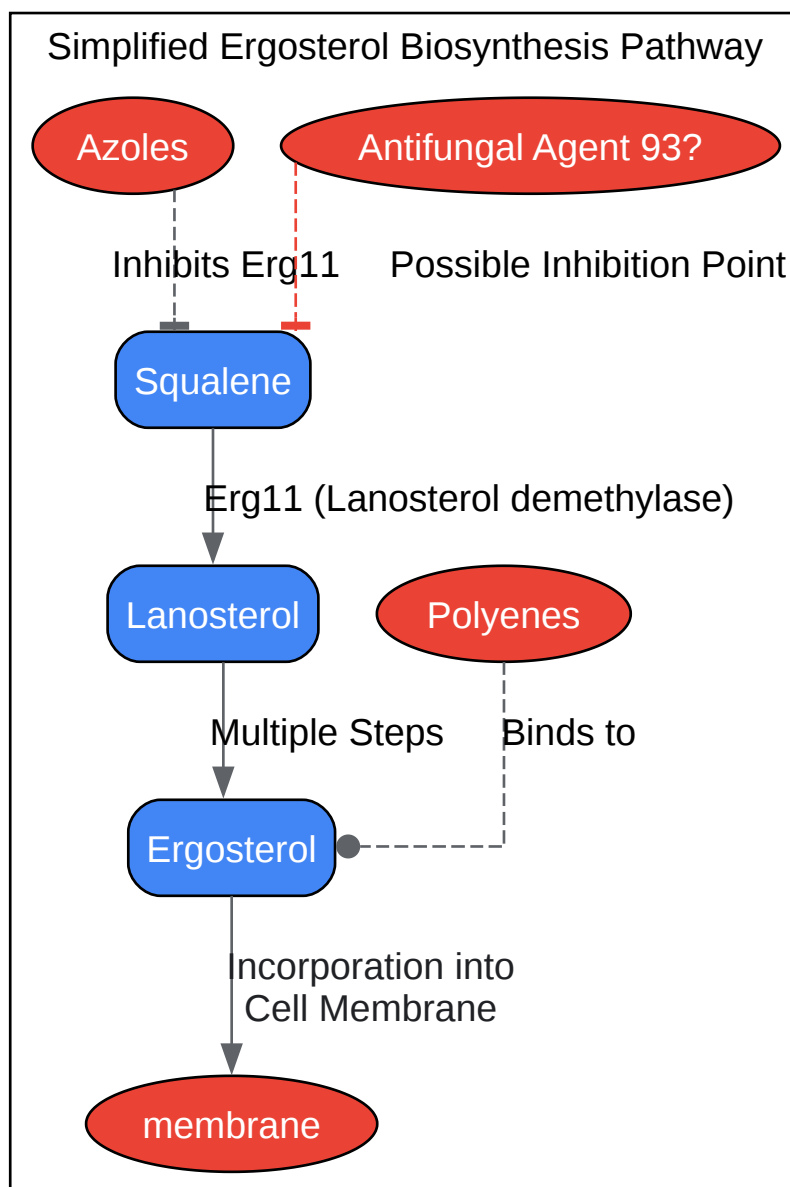 Simplified Ergosterol Biosynthesis Pathway
Azoles
Antifungal Agent 93?
Inhibits Erg11
Possible Inhibition Point
Squalene
Erg11 (Lanosterol demethylase)
Lanosterol
Polyenes
Multiple Steps
Binds to
Ergosterol
Incorporation into
Cell Membrane
membrane